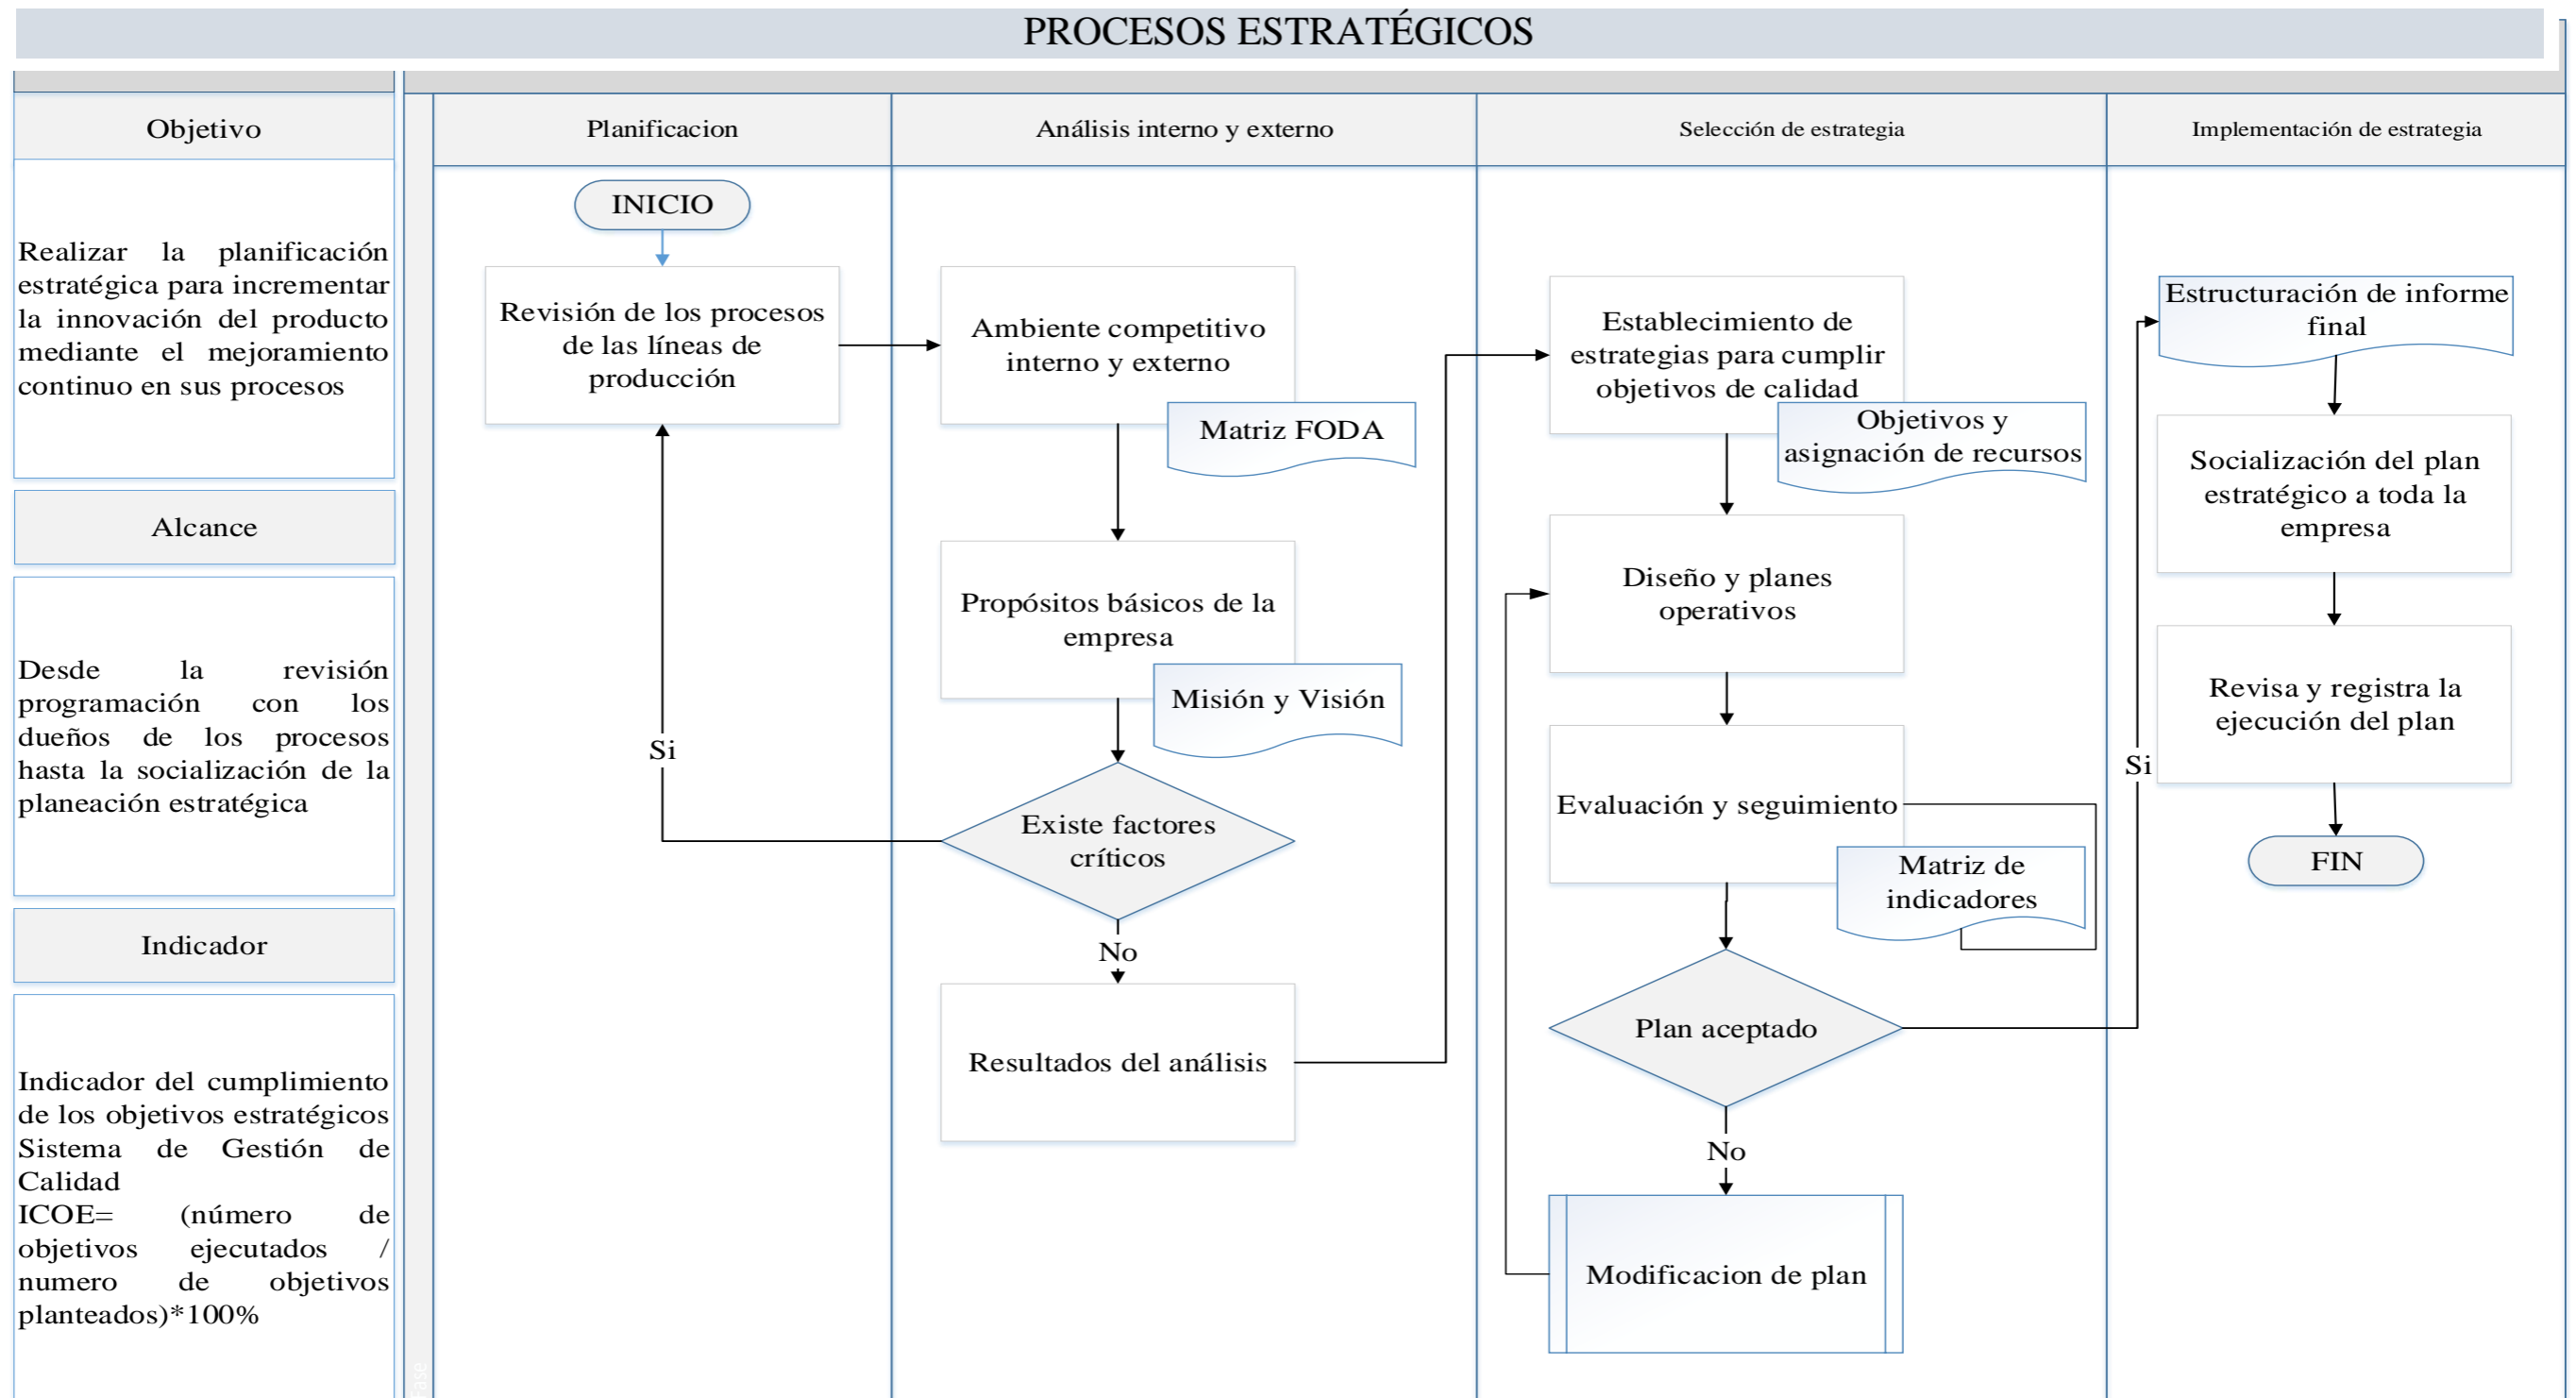 PROCESOS ESTRATÉGICOS
Objetivo
Realizar la planificación
estratégica para incrementar
la innovación del producto
mediante el mejoramiento
continuo en sus procesos
Alcance
Desde la revisión
programación con los
dueños de los procesos
hasta la socialización de la
planeación estratégica
Indicador
Indicador del cumplimiento
de los objetivos estratégicos
Sistema de Gestión de
Calidad
ICOE= (número de
objetivos ejecutados /
numero de objetivos
planteados)*100%
Fase
Planificacion
INICIO
Revisión de los procesos
de las líneas de
producción
Si
Análisis interno y externo
Ambiente competitivo
interno y externo
Matriz FODA
Propósitos básicos de la
empresa
Misión y Visión
Existe factores
críticos
No
Resultados del análisis
Selección de estrategia
Establecimiento de
estrategias para cumplir
objetivos de calidad
Objetivos y
asignación de recursos
Diseño y planes
operativos
Evaluación y seguimiento
Matriz de
indicadores
Plan aceptado
No
Modificacion de plan
Si
Implementación de estrategia
Estructuración de informe
final
Socialización del plan
estratégico a toda la
empresa
Revisa y registra la
ejecución del plan
FIN